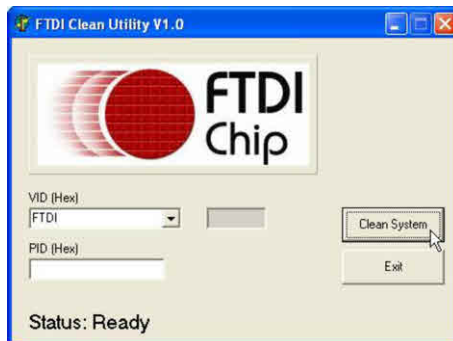 FTDI Clean Utility V1.0
FTDI
Chip
VID (Hex)
FTDI
Clean System
PID (Hex)
Exit
Status: Ready